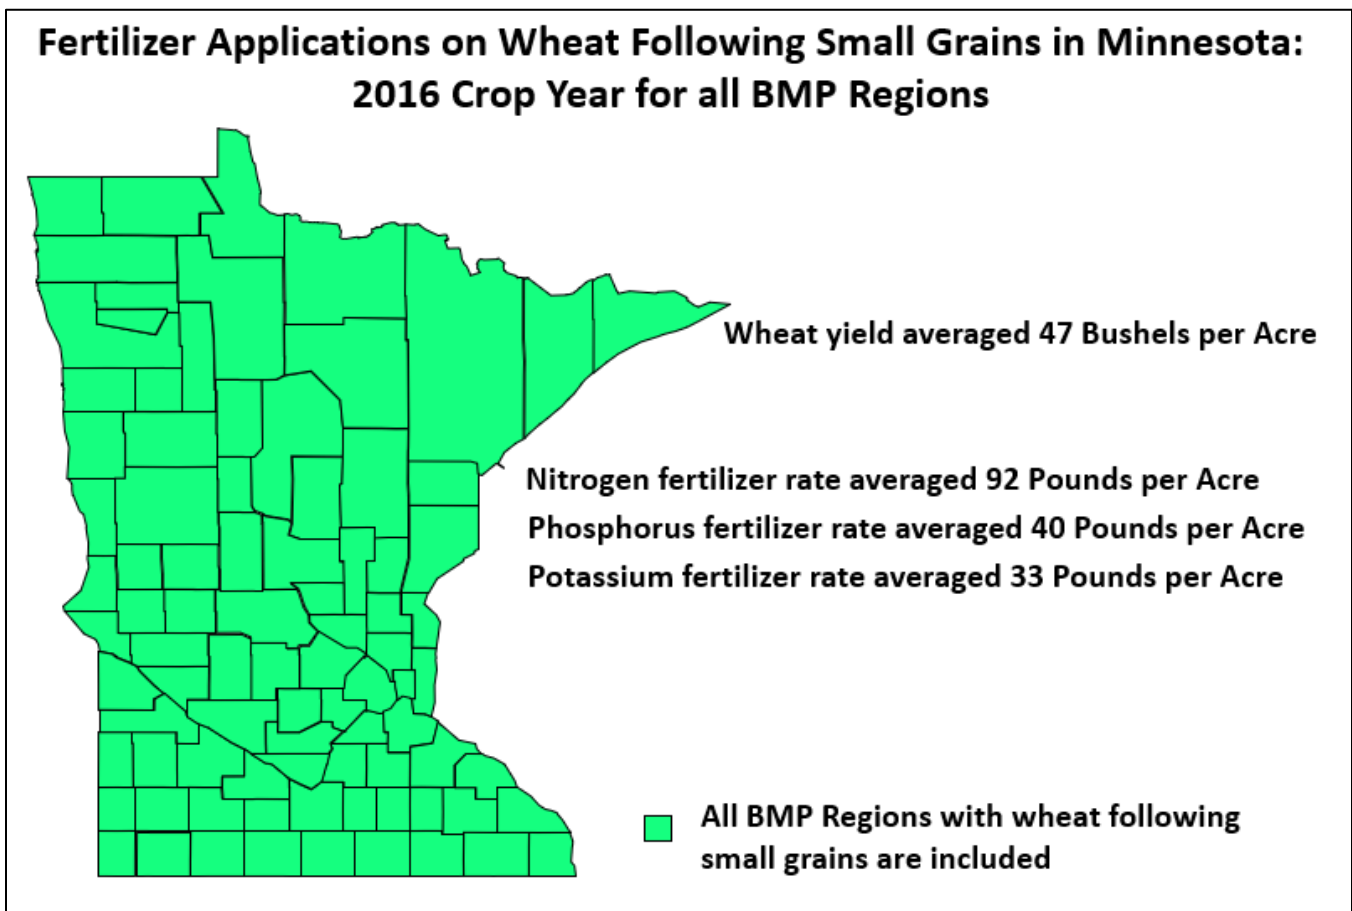 Fertilizer Applications on Wheat Following Small Grains in Minnesota:
2016 Crop Year for all BMP Regions
Wheat yield averaged 47 Bushels per Acre
Nitrogen fertilizer rate averaged 92 Pounds per Acre
Phosphorus fertilizer rate averaged 40 Pounds per Acre
Potassium fertilizer rate averaged 33 Pounds per Acre
All BMP Regions with wheat following
small grains are included